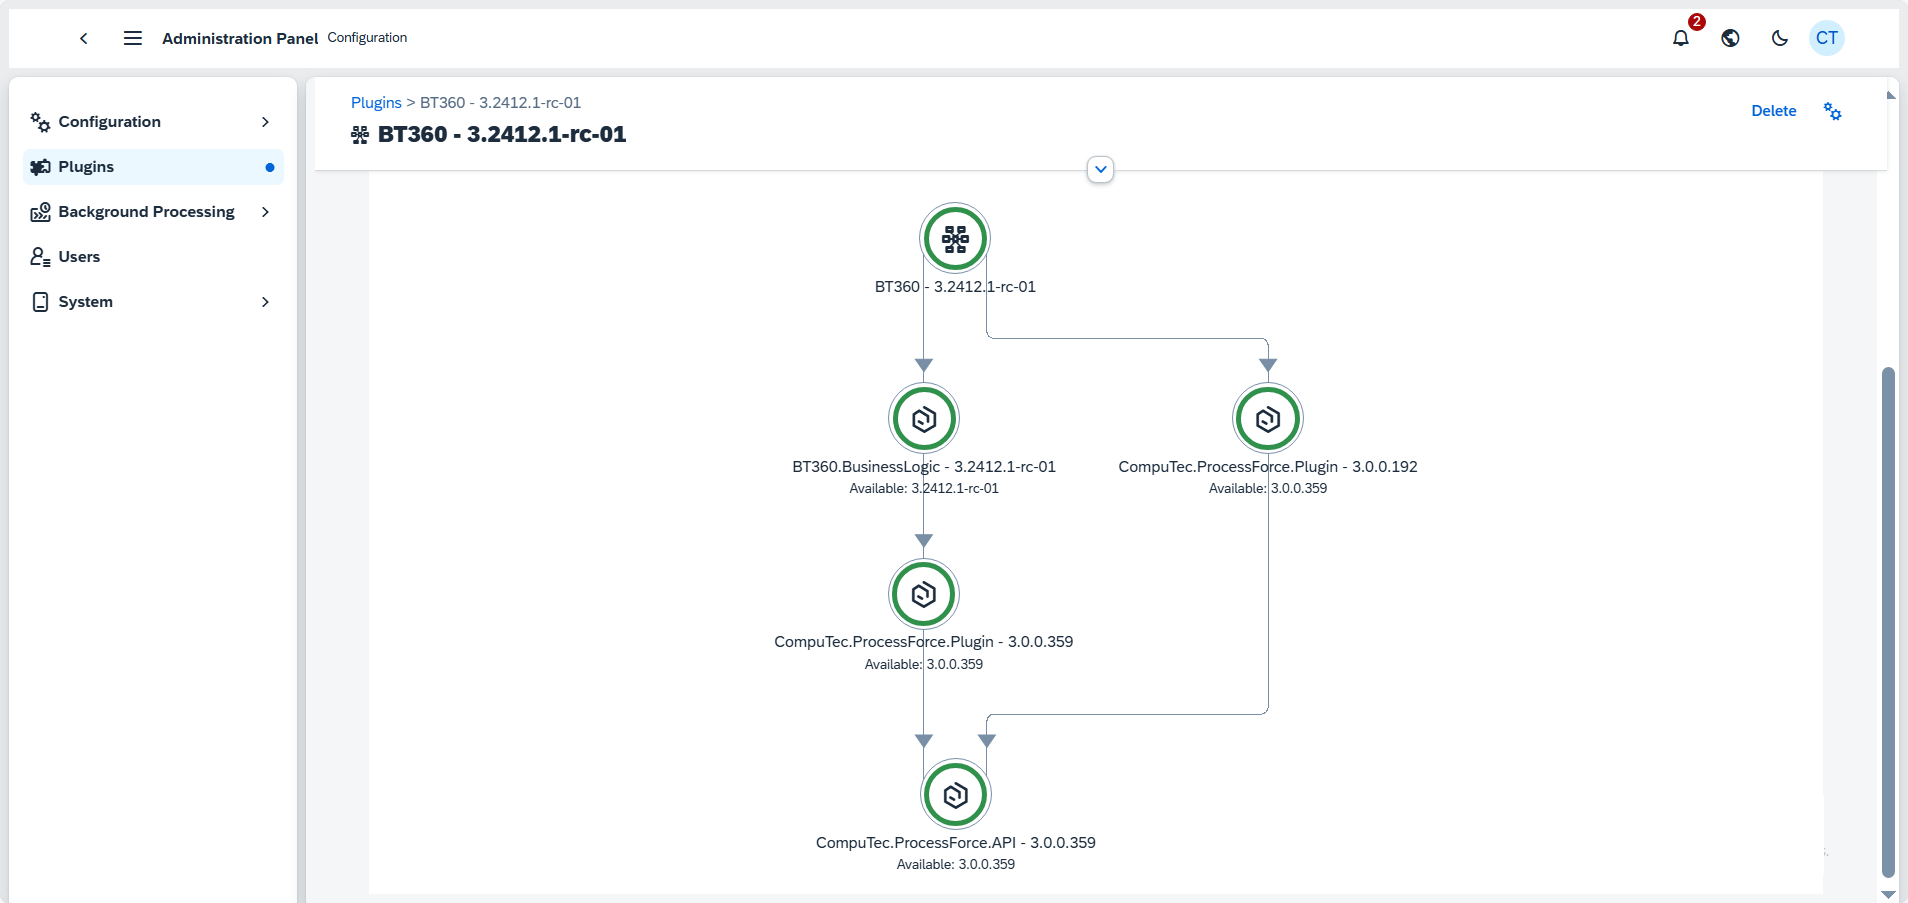 Administration Panel Configuration
2
CT
Configuration
Plugins
Background Processing
Users
System
Plugins > BT360 - 3.2412.1-rc-01
BT360 - 3.2412.1-rc-01
Delete
BT360 - 3.2412.1-rc-01
BT360.BusinessLogic - 3.2412.1-rc-01
Available: 3.2412.1-rc-01
CompuTec.ProcessForce.Plugin - 3.0.0.192
Available: 3.0.0.359
CompuTec.ProcessForce.Plugin - 3.0.0.359
Available: 3.0.0.359
CompuTec.ProcessForce.API - 3.0.0.359
Available: 3.0.0.359